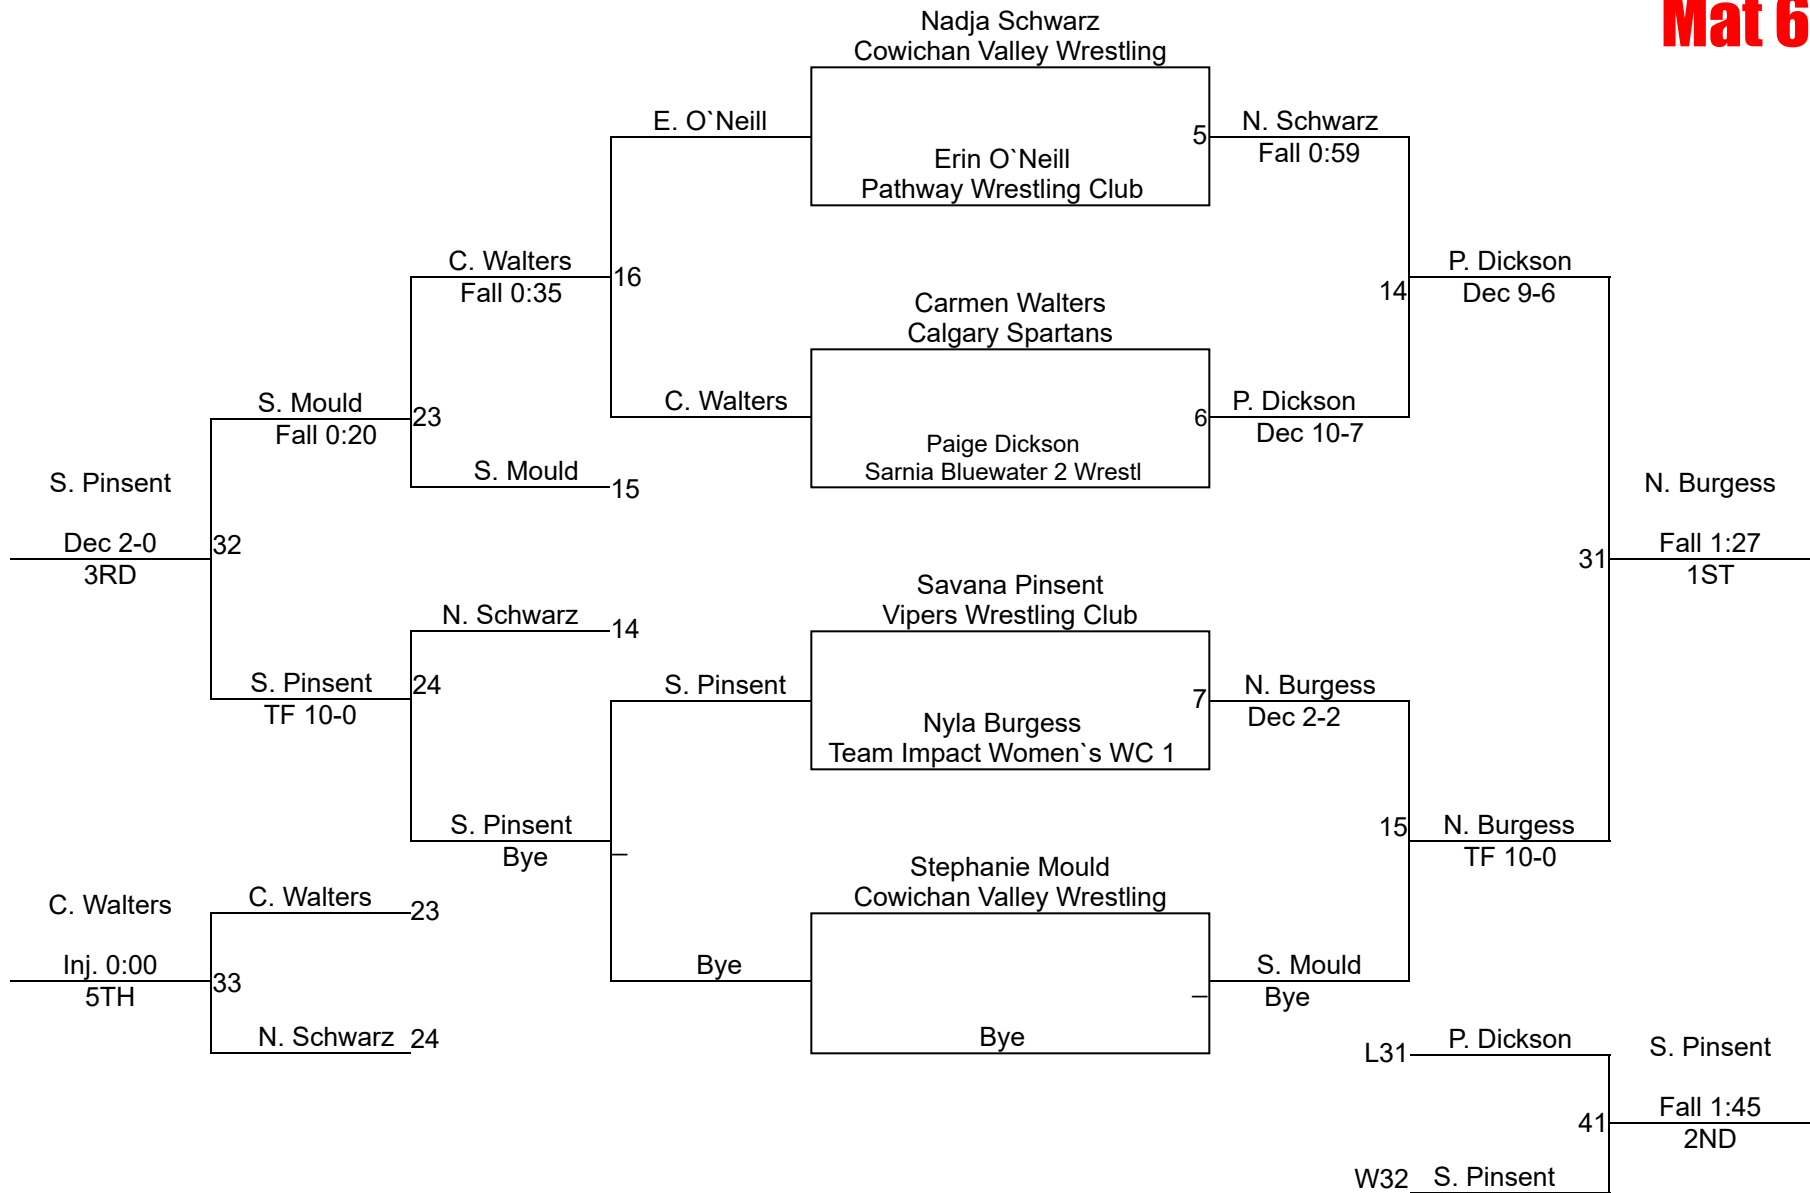 Mat 6
Nadja Schwarz
Cowichan Valley Wrestling
E. O`Neill
5
N. Schwarz
Fall 0:59
Erin O`Neill
Pathway Wrestling Club
C. Walters
Fall 0:35
16
14
P. Dickson
Dec 9-6
Carmen Walters
Calgary Spartans
S. Mould
Fall 0:20
23
C. Walters
6
P. Dickson
Dec 10-7
Paige Dickson
Sarnia Bluewater 2 Wrestl
S. Mould
15
S. Pinsent
Dec 2-0
3RD
32
N. Burgess
31
Fall 1:27
1ST
Savana Pinsent
Vipers Wrestling Club
N. Schwarz
14
S. Pinsent
TF 10-0
24
S. Pinsent
7
N. Burgess
Dec 2-2
Nyla Burgess
Team Impact Women`s WC 1
S. Pinsent
Bye
–
15
N. Burgess
TF 10-0
Stephanie Mould
Cowichan Valley Wrestling
C. Walters
C. Walters
23
Inj. 0:00
5TH
33
Bye
–
S. Mould
Bye
N. Schwarz
24
Bye
L31
P. Dickson
S. Pinsent
41
Fall 1:45
2ND
W32
S. Pinsent